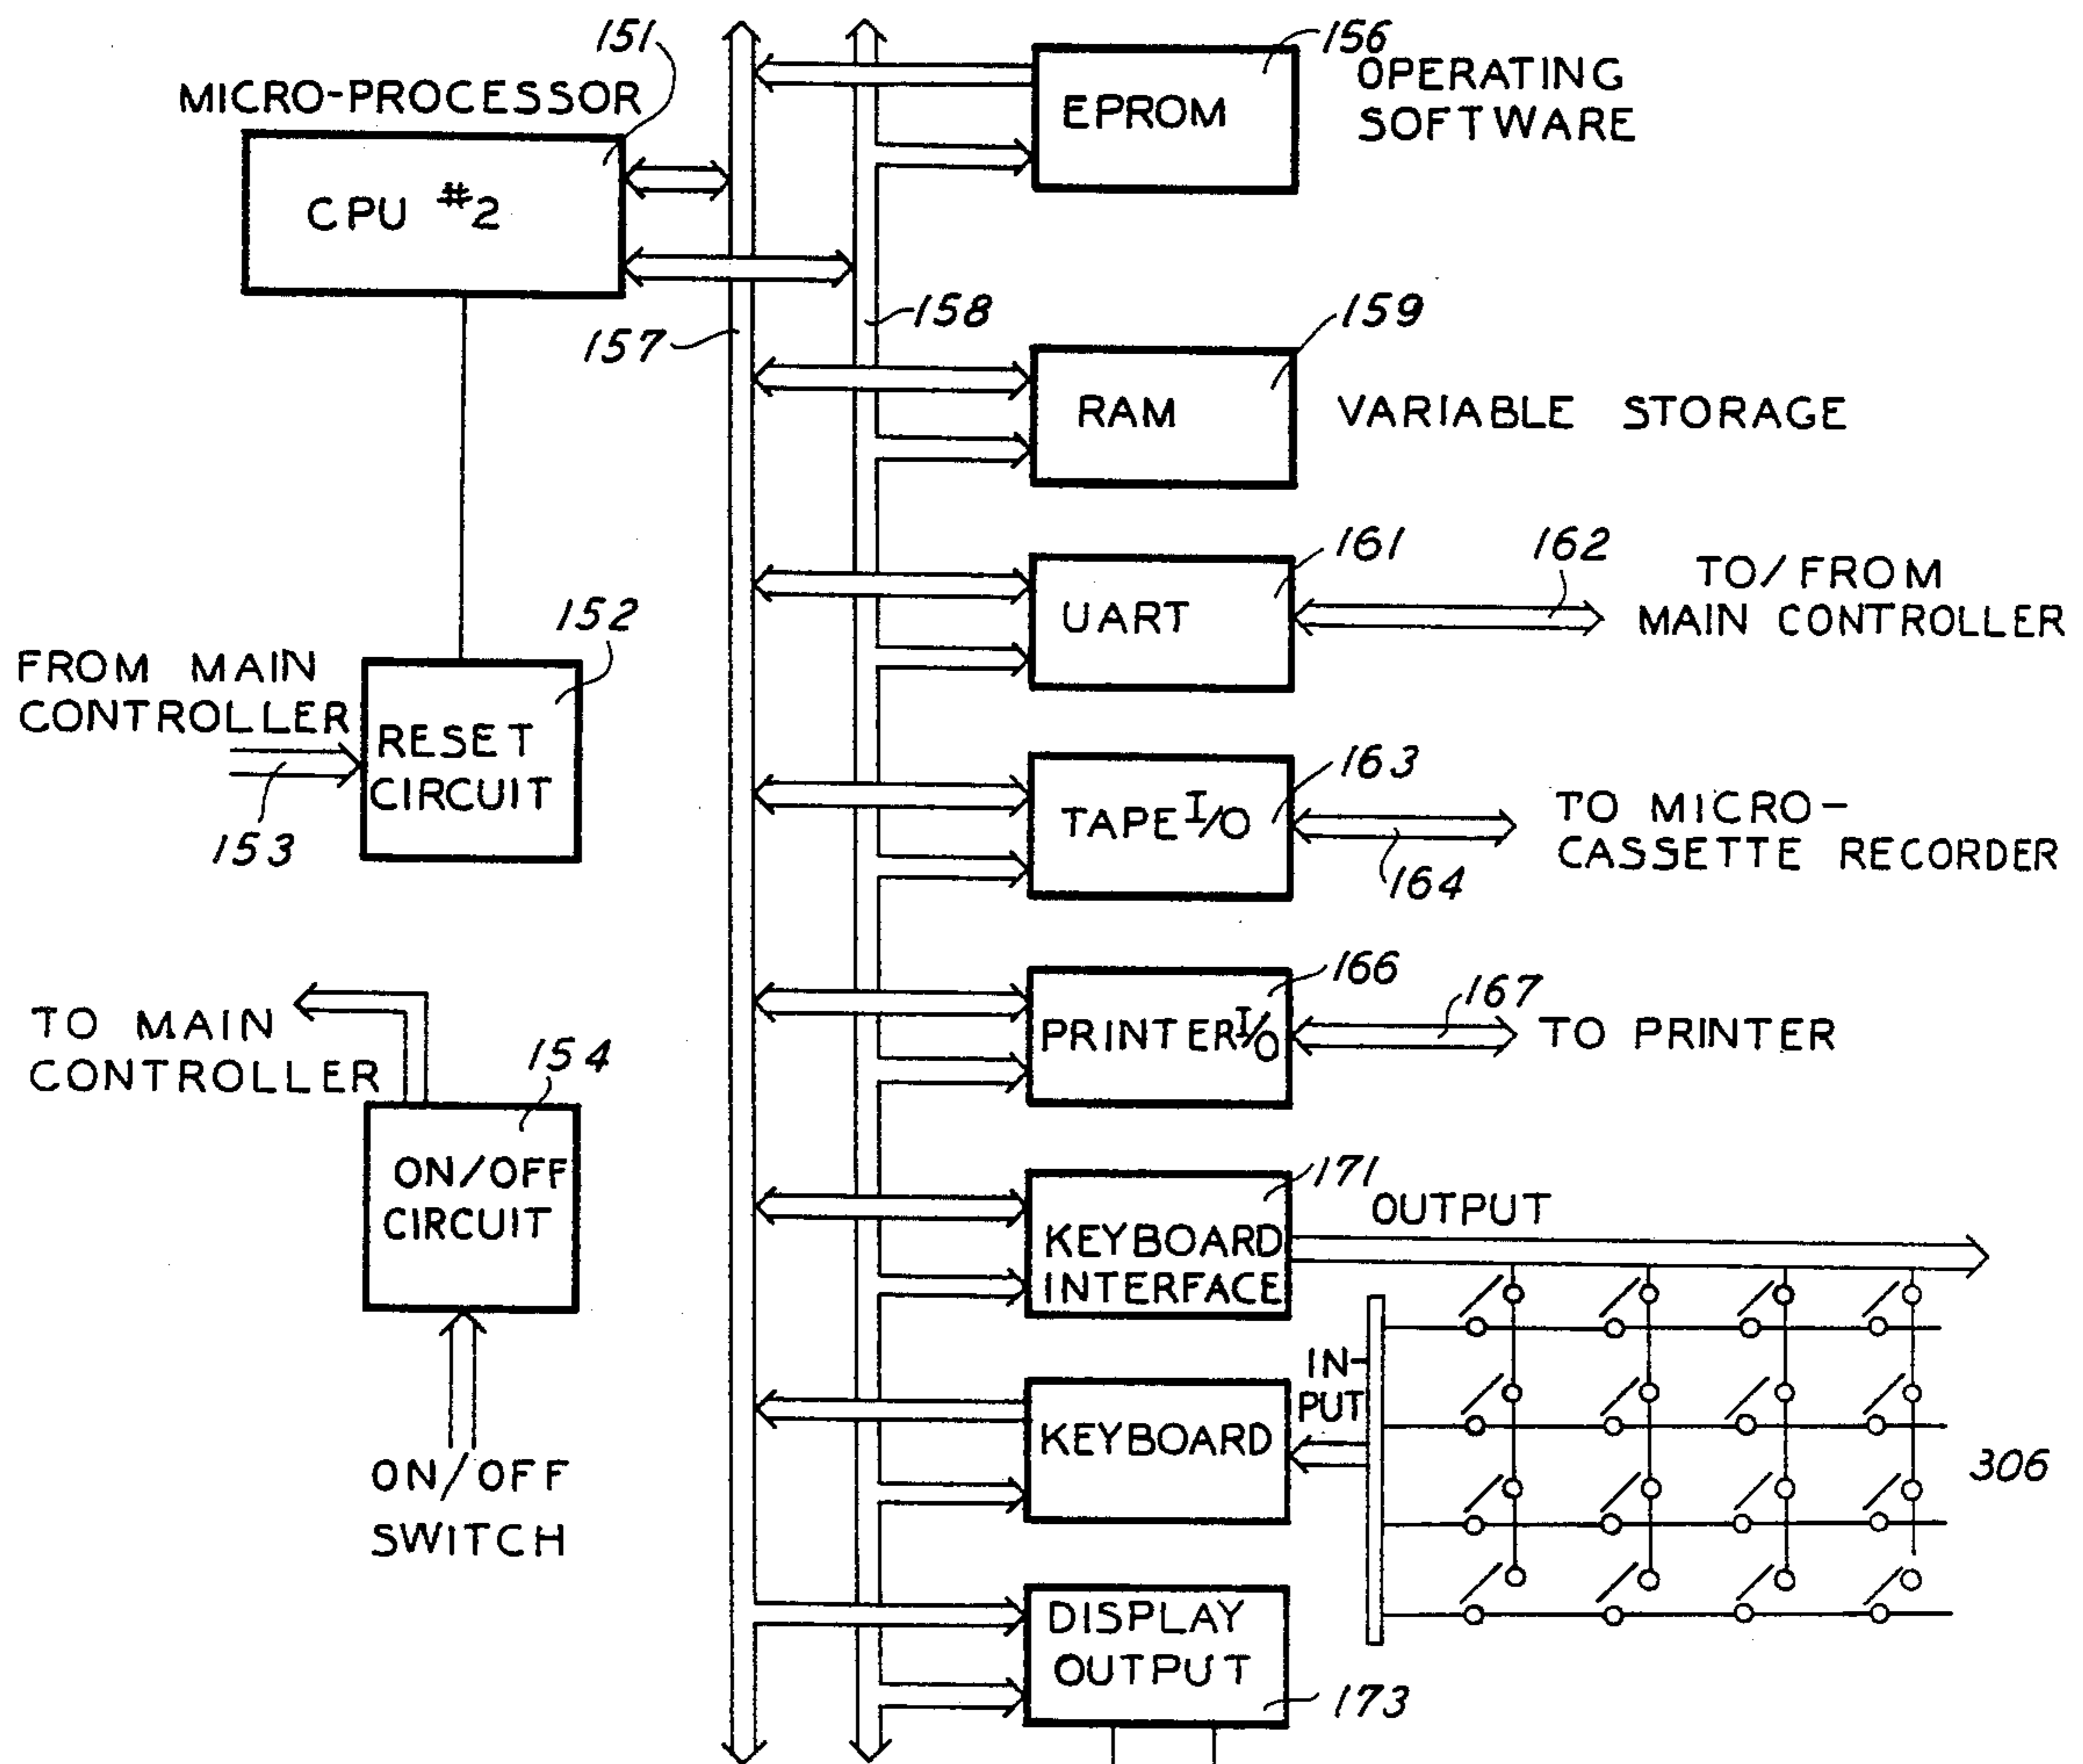 151
MICRO-PROCESSOR
CPU #2
156
OPERATING
SOFTWARE
EPROM
157
158
159
RAM
VARIABLE STORAGE
161
UART
162
TO/FROM
MAIN CONTROLLER
FROM MAIN
CONTROLLER
152
RESET
CIRCUIT
153
163
TAPE I/O
164
TO MICRO-
CASSETTE RECORDER
166
PRINTER I/O
167
TO PRINTER
TO MAIN
CONTROLLER
154
ON/OFF
CIRCUIT
ON/OFF
SWITCH
171
KEYBOARD
INTERFACE
OUTPUT
IN-
PUT
KEYBOARD
306
DISPLAY
OUTPUT
173